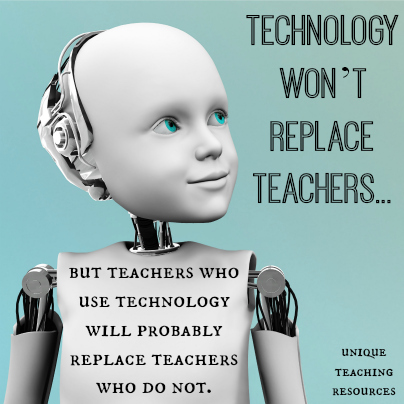 TECHNOLOGY
WON'T
REPLACE
TEACHERS...
BUT TEACHERS WHO
USE TECHNOLOGY
WILL PROBABLY
REPLACE TEACHERS
WHO DO NOT.
UNIQUE
TEACHING
RESOURCES